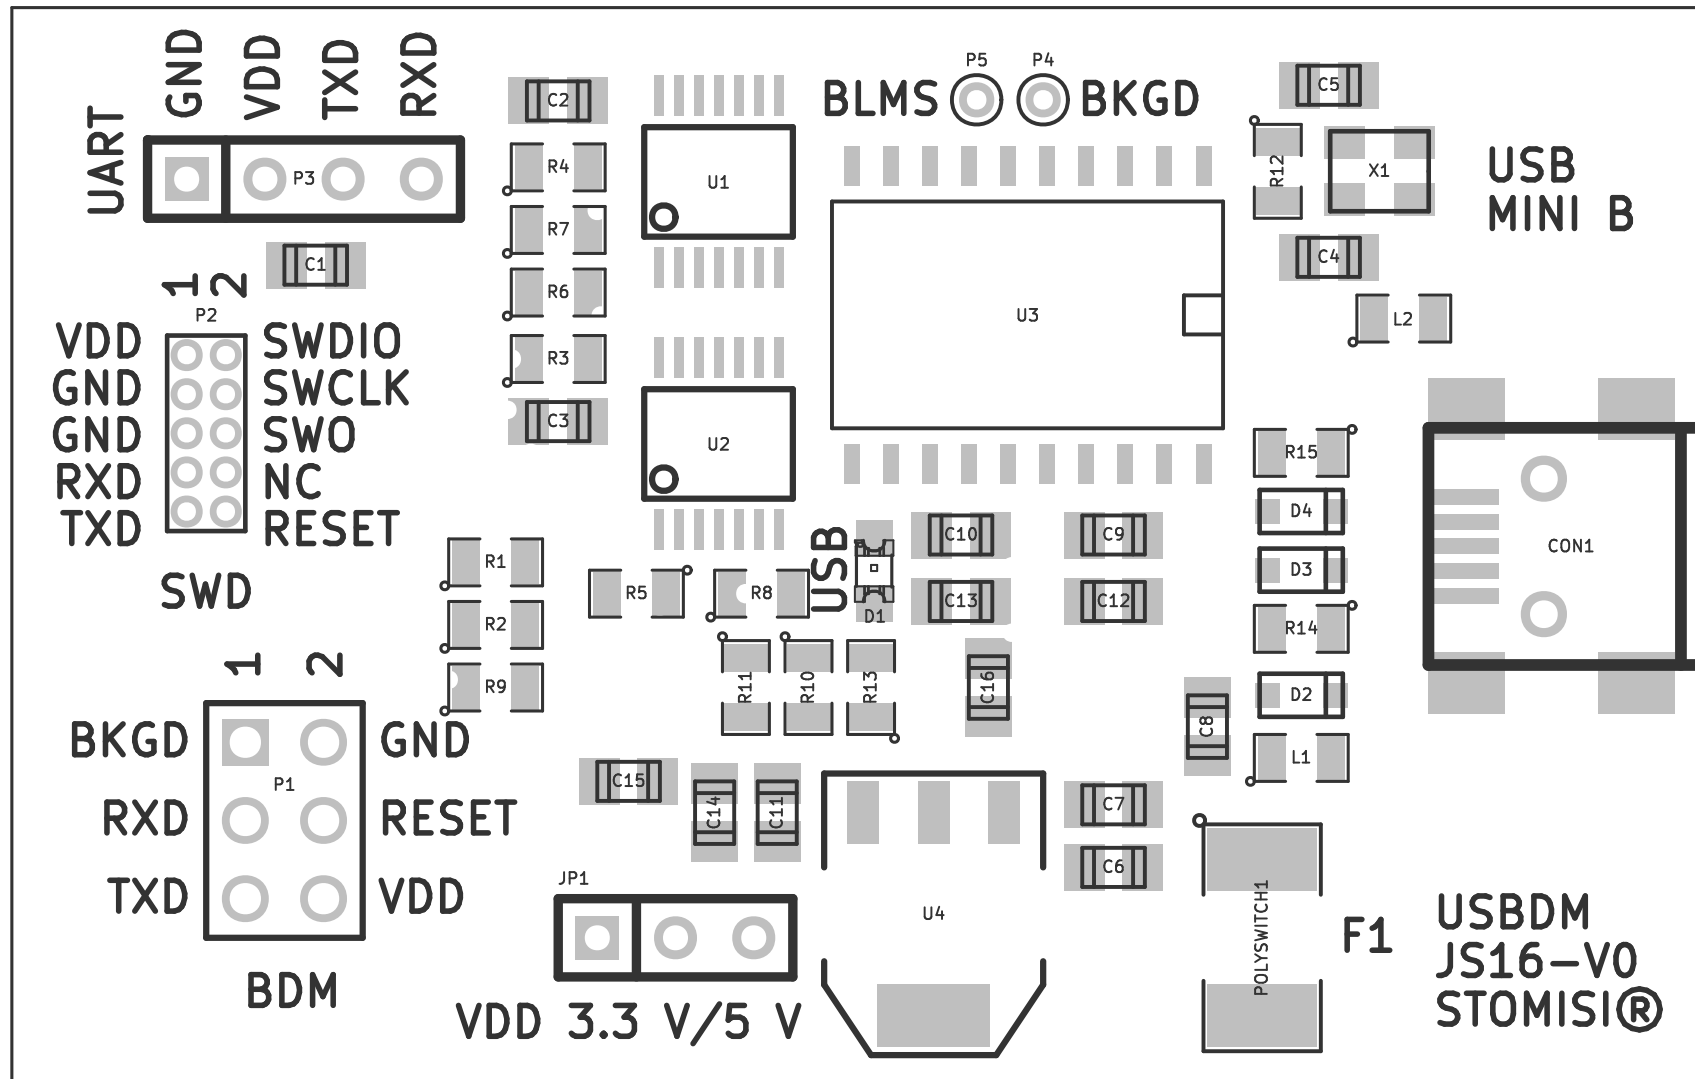 GND
VDD
TXD
RXD
UART
P3
C1
1
2
P2
VDD
SWDIO
GND
SWCLK
GND
SWO
RXD
NC
TXD
RESET
SWD
1
2
BKGD
GND
P1
RXD
RESET
TXD
VDD
BDM
C2
R4
R7
R6
R3
C3
R1
R2
R9
U1
U2
R5
R8
USB
D1
R11
R10
R13
C15
C14
C11
JP1
VDD 3.3 V/5 V
BLMS
P5
P4
BKGD
U3
C10
C9
C13
C12
C16
C8
C7
C6
U4
C5
R12
X1
C4
L2
USB
MINI B
R15
D4
D3
R14
D2
L1
CON1
POLYSWITCH1
F1
USBDM
JS16-V0
STOMISI®